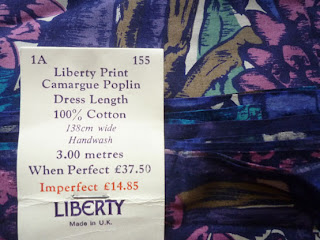 1A 155
Liberty Print
Camargue Poplin
Dress Length
100% Cotton
138cm wide
Handwash
3.00 metres
When Perfect £37.50
Imperfect £14.85
LIBERTY
Made in U.K.